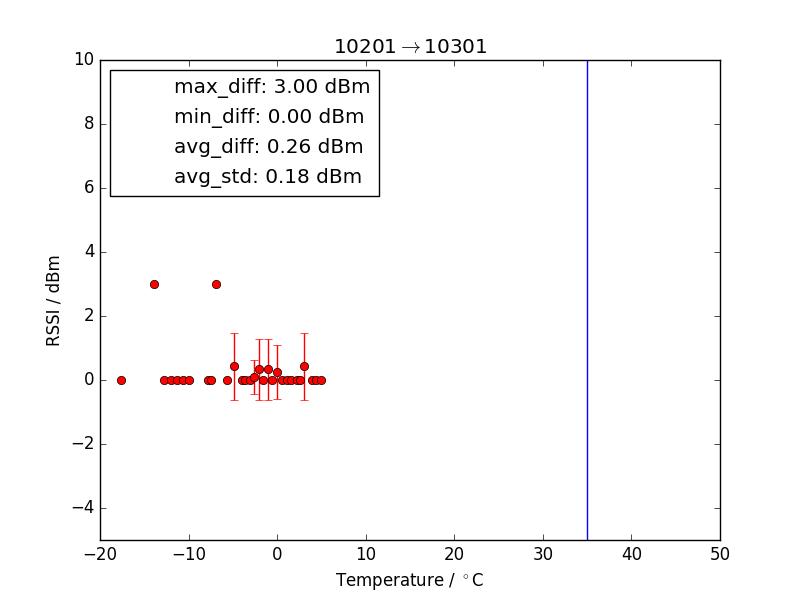 10201→10301
max_diff: 3.00 dBm
min_diff: 0.00 dBm
avg_diff: 0.26 dBm
avg_std: 0.18 dBm
10
8
6
4
2
0
−2
−4
RSSI / dBm
−20 −10 0 10 20 30 40 50
Temperature / °C